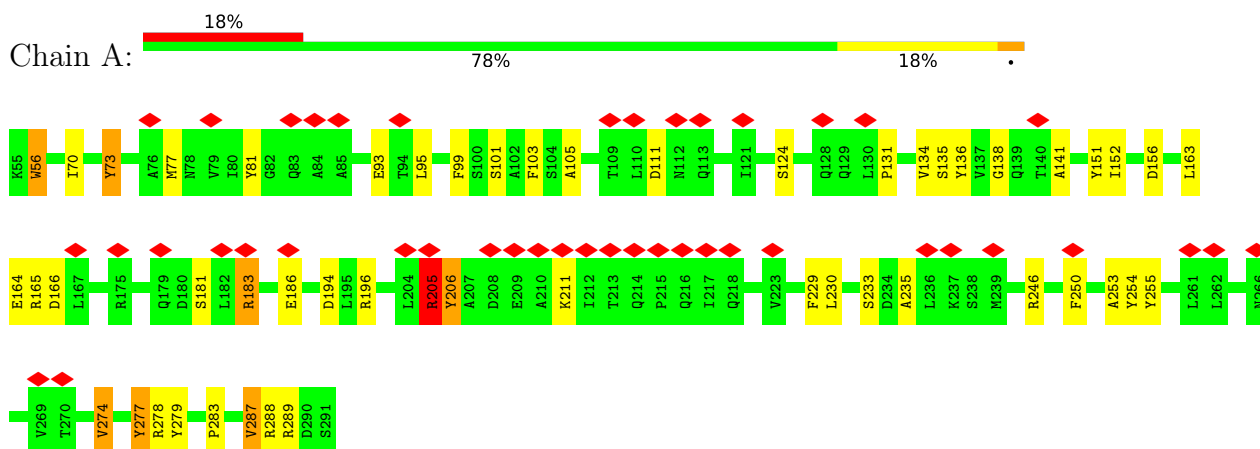 18%
Chain A:
78% 18% •
K55 W56 I70 Y73 A76 M77 N78 V79 I80 Y81 G82 Q83 A84 A85 E93 T94 L95 F99 S100 S101 A102 F103 S104 A105 T109 L110 D111 N112 Q113 I121 S124 Q128 Q129 L130 P131 V134 S135 Y136 V137 G138 Q139 T140 A141 Y151 I152 D156 L163
E164 R165 D166 L167 R175 Q179 D180 S181 L182 R183 E186 D194 L195 R196 L204 R205 Y206 A207 D208 E209 A210 K211 I212 T213 Q214 P215 Q216 I217 Q218 V223 F229 L230 S233 D234 A235 L236 K237 S238 M239 R246 F250 A253 Y254 Y255 L261 L262
V269 T270 V274 Y277 R278 Y279 P283 V287 R288 R289 D290 S291